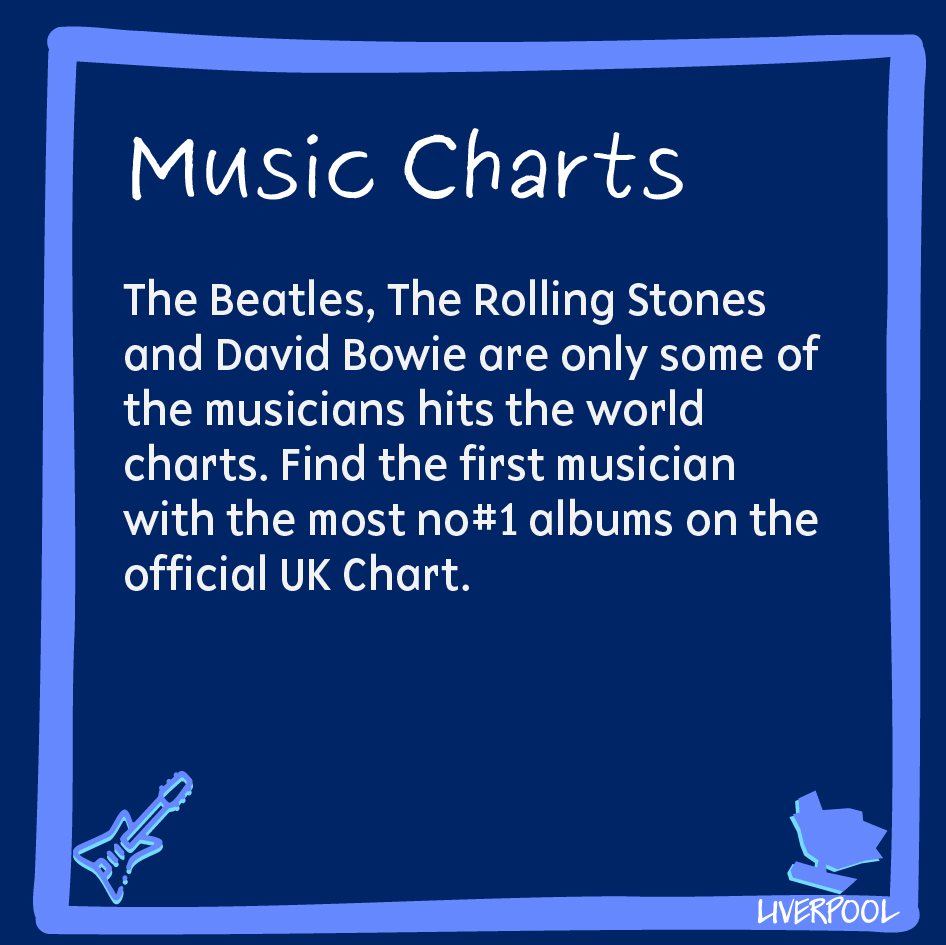 Music Charts
The Beatles, The Rolling Stones
and David Bowie are only some of
the musicians hits the world
charts. Find the first musician
with the most no#1 albums on the
official UK Chart.
LIVERPOOL